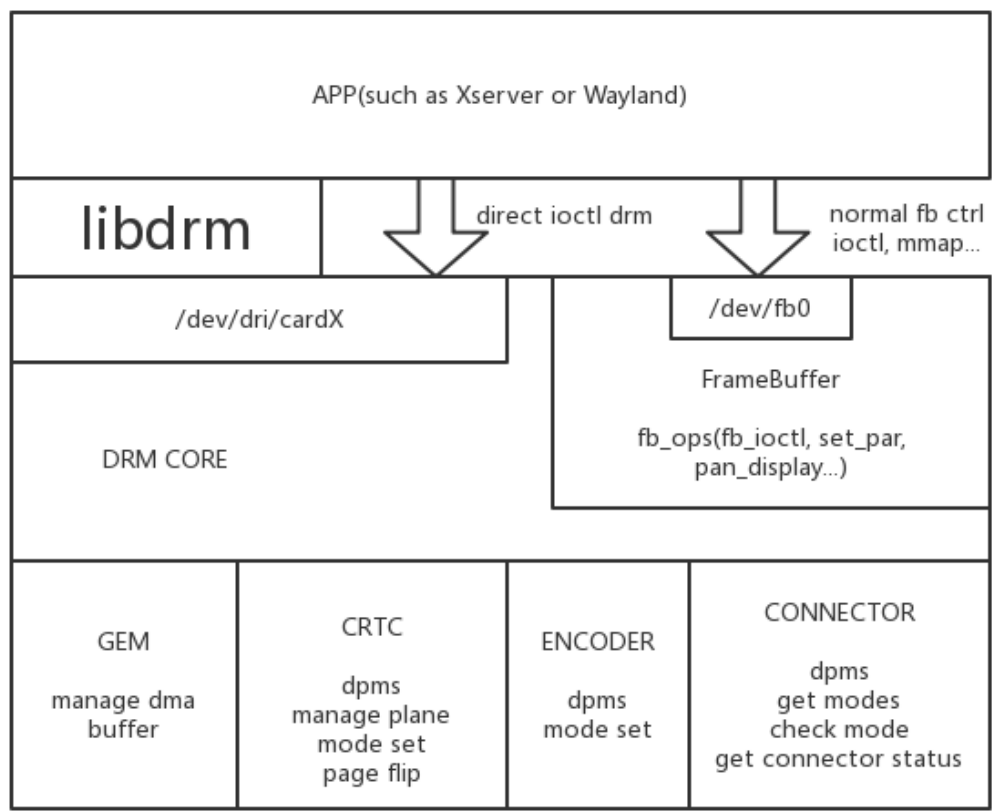 APP(such as Xserver or Wayland)
libdrm
direct ioctl drm
normal fb ctrl
ioctl, mmap...
/dev/dri/cardX
/dev/fb0
FrameBuffer
fb_ops(fb_ioctl, set_par,
pan_display...)
DRM CORE
GEM
manage dma
buffer
CRTC
dpms
manage plane
mode set
page flip
ENCODER
dpms
mode set
CONNECTOR
dpms
get modes
check mode
get connector status